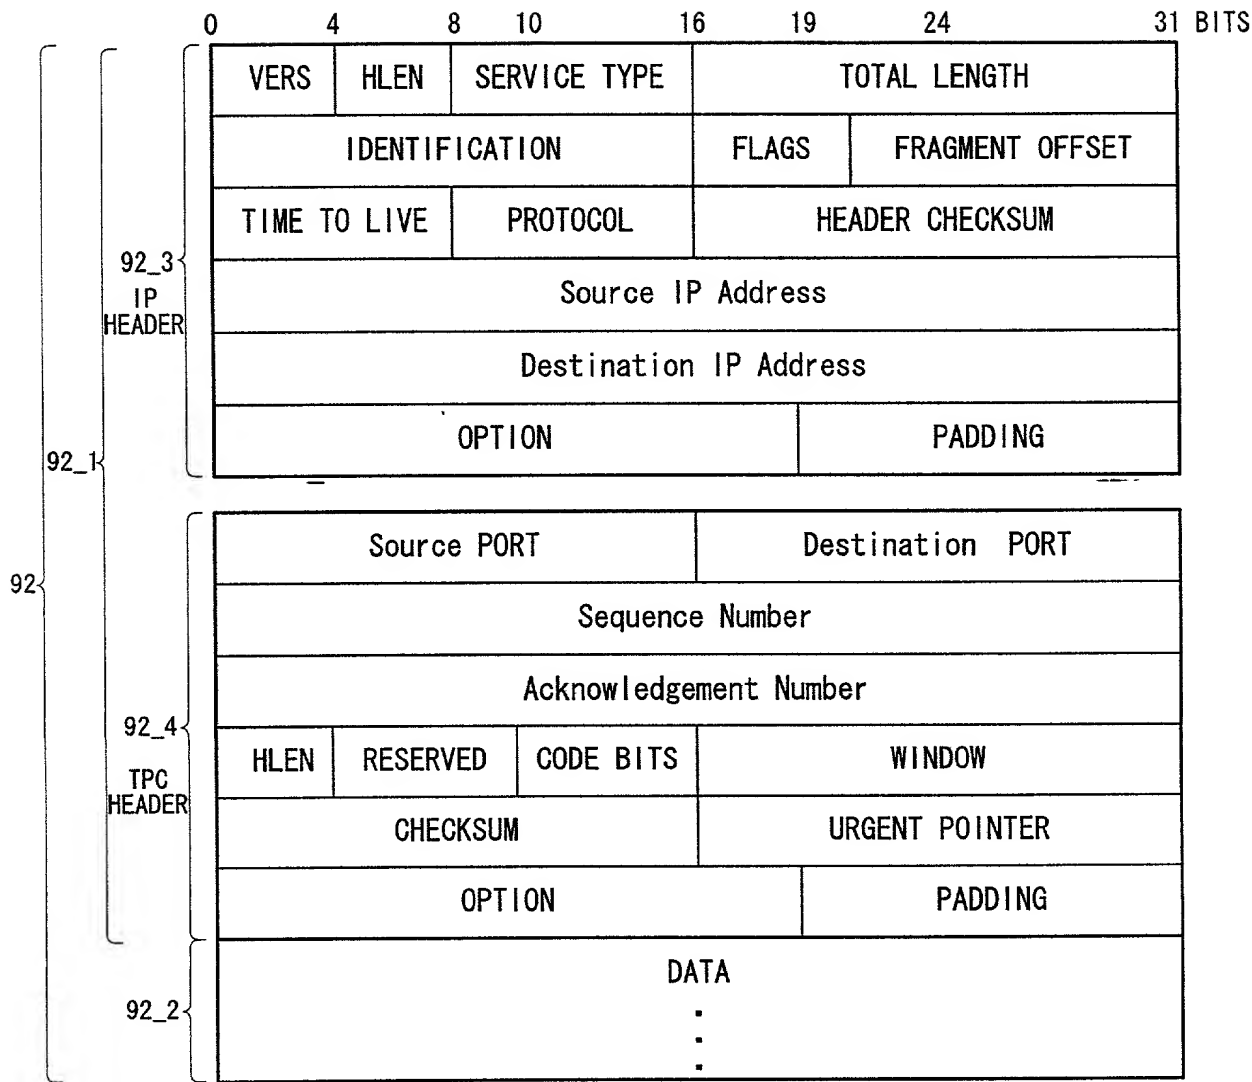 0 4 8 10 16 19 24 31 BITS
VERS HLEN SERVICE TYPE TOTAL LENGTH
IDENTIFICATION FLAGS FRAGMENT OFFSET
TIME TO LIVE PROTOCOL HEADER CHECKSUM
92_3
IP
HEADER
Source IP Address
Destination IP Address
OPTION PADDING
92_1
Source PORT Destination PORT
92
Sequence Number
Acknowledgement Number
92_4
TPC
HEADER
HLEN RESERVED CODE BITS WINDOW
CHECKSUM URGENT POINTER
OPTION PADDING
92_2
DATA